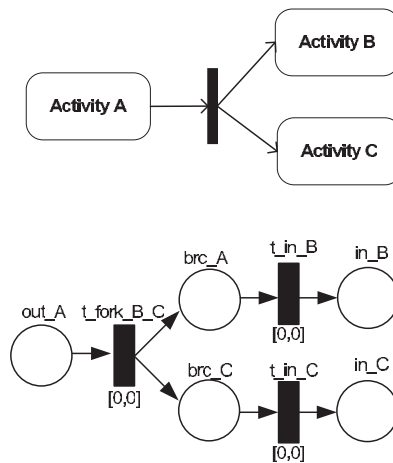 Activity B
Activity A
Activity C
t_in_B
brc_A
in_B
out_A
t_fork_B_C
[0,0]
t_in_C
brc_C
in_C
[0,0]
[0,0]